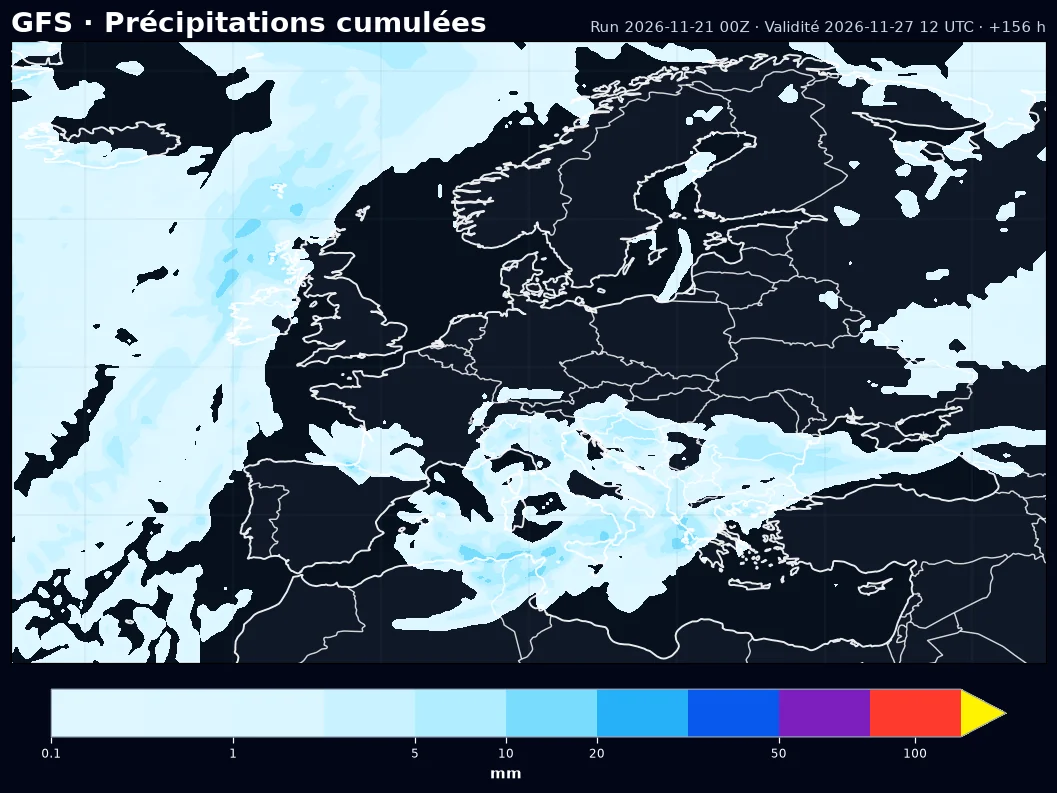 GFS · Précipitations cumulées
Run 2026-11-21 00Z · Validité 2026-11-27 12 UTC · +156 h
0.1 1 5 10 20 50 100
mm